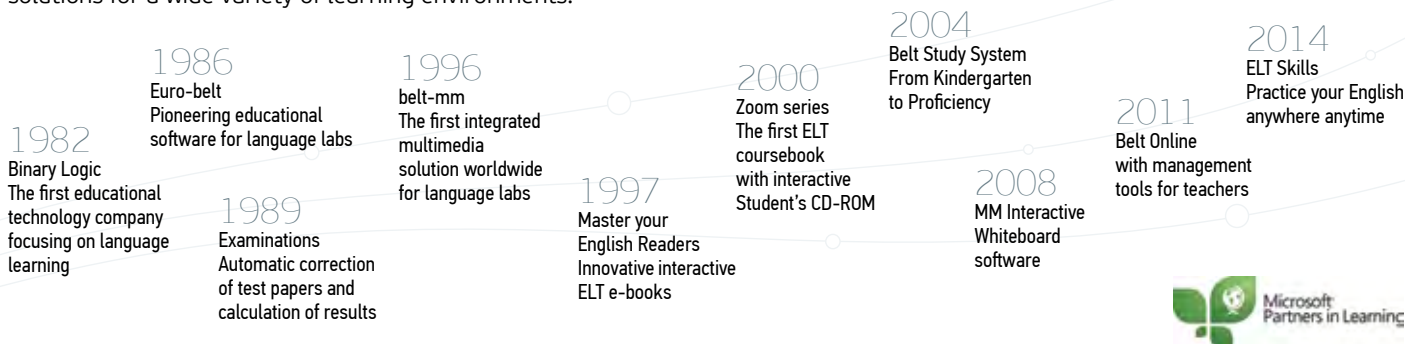 solutions for a wide variety of learning environments.
1982
Binary Logic
The first educational
technology company
focusing on language
learning
1986
Euro-belt
Pioneering educational
software for language labs
1989
Examinations
Automatic correction
of test papers and
calculation of results
1996
belt-mm
The first integrated
multimedia
solution worldwide
for language labs
1997
Master your
English Readers
Innovative interactive
ELT e-books
2000
Zoom series
The first ELT
coursebook
with interactive
Student's CD-ROM
2004
Belt Study System
From Kindergarten
to Proficiency
2008
MM Interactive
Whiteboard
software
2011
Belt Online
with management
tools for teachers
2014
ELT Skills
Practice your English
anywhere anytime
Microsoft
Partners in Learning